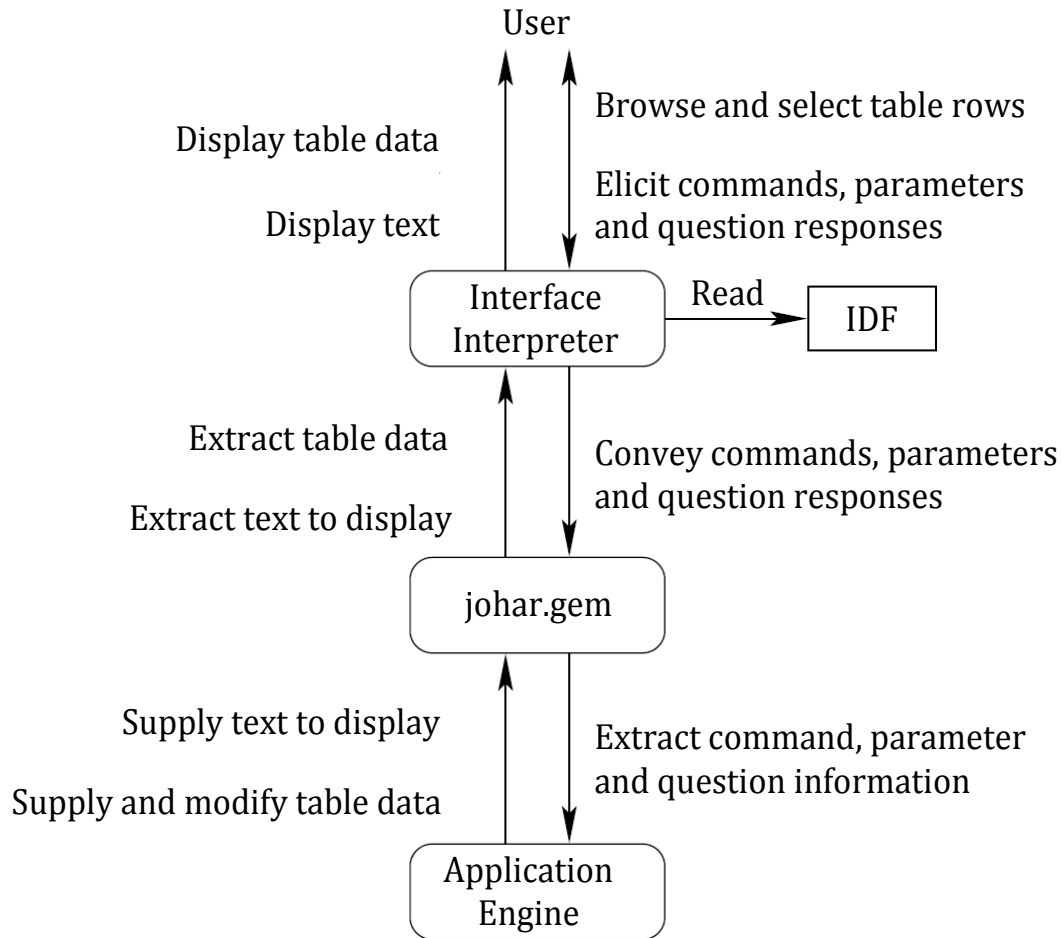 User
Browse and select table rows
Display table data
Elicit commands, parameters
and question responses
Display text
Interface
Interpreter
Read
IDF
Extract table data
Convey commands, parameters
and question responses
Extract text to display
johar.gem
Supply text to display
Extract command, parameter
and question information
Supply and modify table data
Application
Engine